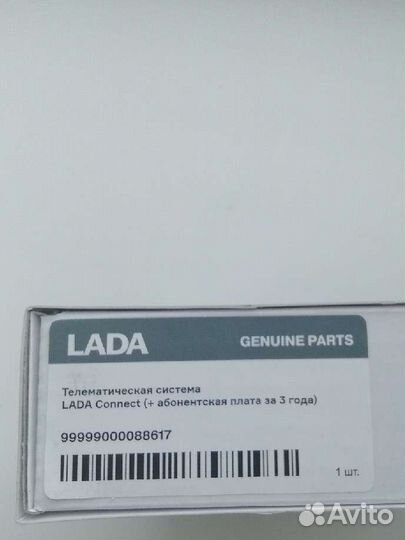 LADA GENUINE PARTS
Телематическая система
LADA Connect (+ абонентская плата за 3 года)
99999000088617
1 шт.
Avito